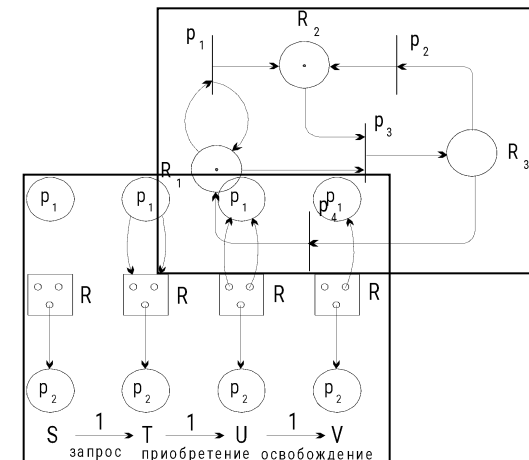 R2
p1
p2
p3
R1
R3
p1
p1
p1
p1
p4
R
R
R
R
p2
p2
p2
p2
S 1 T 1 U 1 V
запрос приобретение освобождение